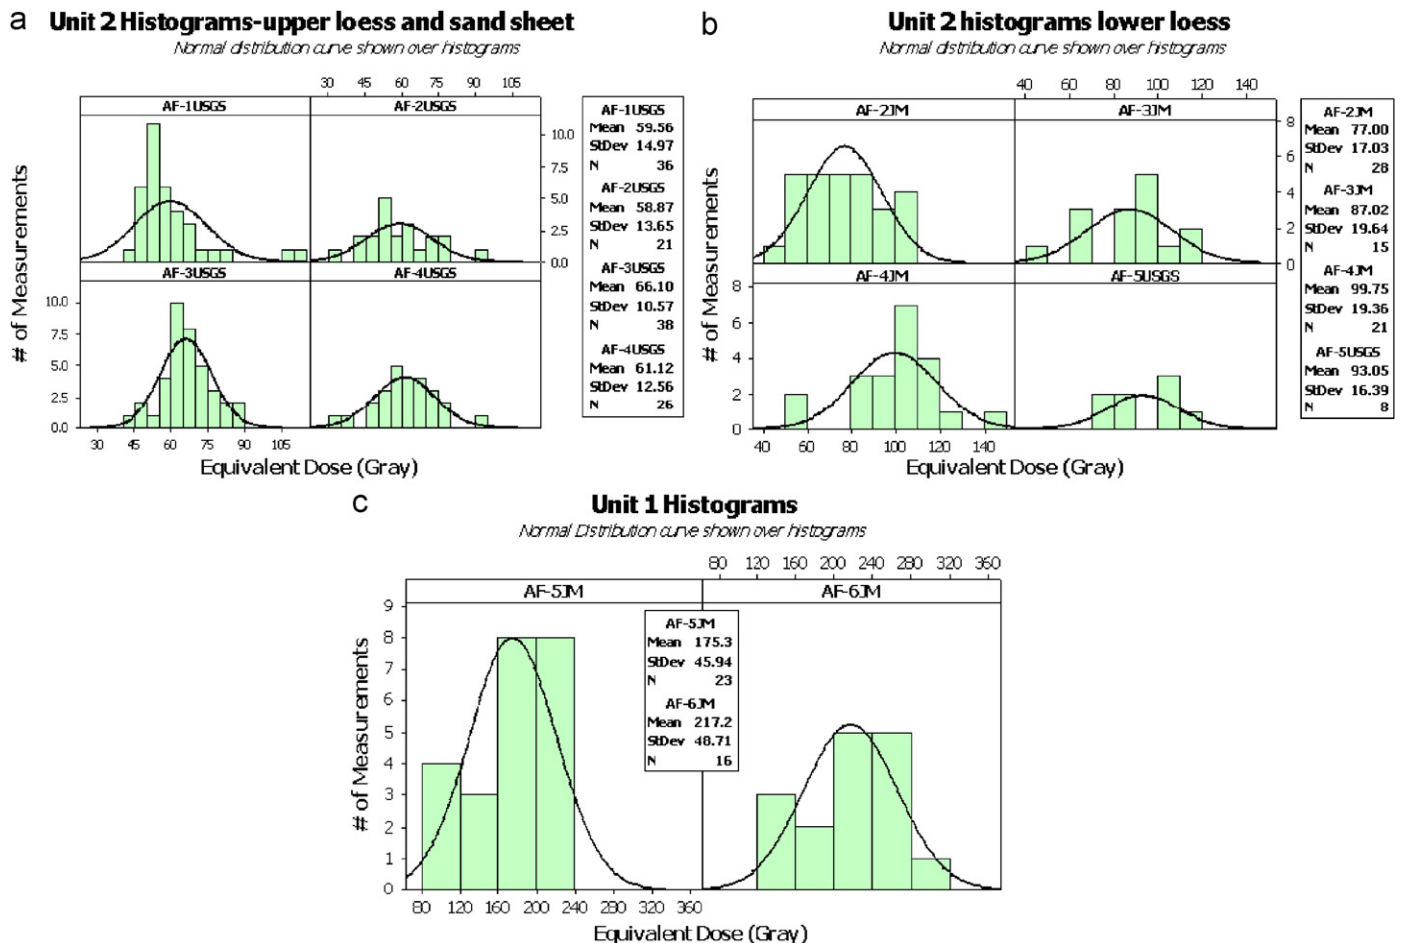 a
Unit 2 Histograms-upper loess and sand sheet
Normal distribution curve shown over histograms
30 45 60 75 90 105
AF-1USGS AF-2USGS
10.0
7.5
5.0
2.5
0.0
AF-3USGS AF-4USGS
10.0
7.5
5.0
2.5
0.0
30 45 60 75 90 105
# of Measurements
Equivalent Dose (Gray)
AF-1USGS
Mean 59.56
StDev 14.97
N 36
AF-2USGS
Mean 58.87
StDev 13.65
N 21
AF-3USGS
Mean 66.10
StDev 10.57
N 38
AF-4USGS
Mean 61.12
StDev 12.56
N 26
b
Unit 2 histograms lower loess
Normal distribution curve shown over histograms
40 60 80 100 120 140
AF-2JM AF-3JM
8
6
4
2
0
AF-4JM AF-5USGS
8
6
4
2
0
40 60 80 100 120 140
# of Measurements
Equivalent Dose (Gray)
AF-2JM
Mean 77.00
StDev 17.03
N 28
AF-3JM
Mean 87.02
StDev 19.64
N 15
AF-4JM
Mean 99.75
StDev 19.36
N 21
AF-5USGS
Mean 93.05
StDev 16.39
N 8
c
Unit 1 Histograms
Normal Distribution curve shown over histograms
80 120 160 200 240 280 360
AF-5JM AF-6JM
9
8
7
6
5
4
3
2
1
0
80 120 160 200 240 280 320 360
# of Measurements
Equivalent Dose (Gray)
AF-5JM
Mean 175.3
StDev 45.94
N 23
AF-6JM
Mean 217.2
StDev 48.71
N 16